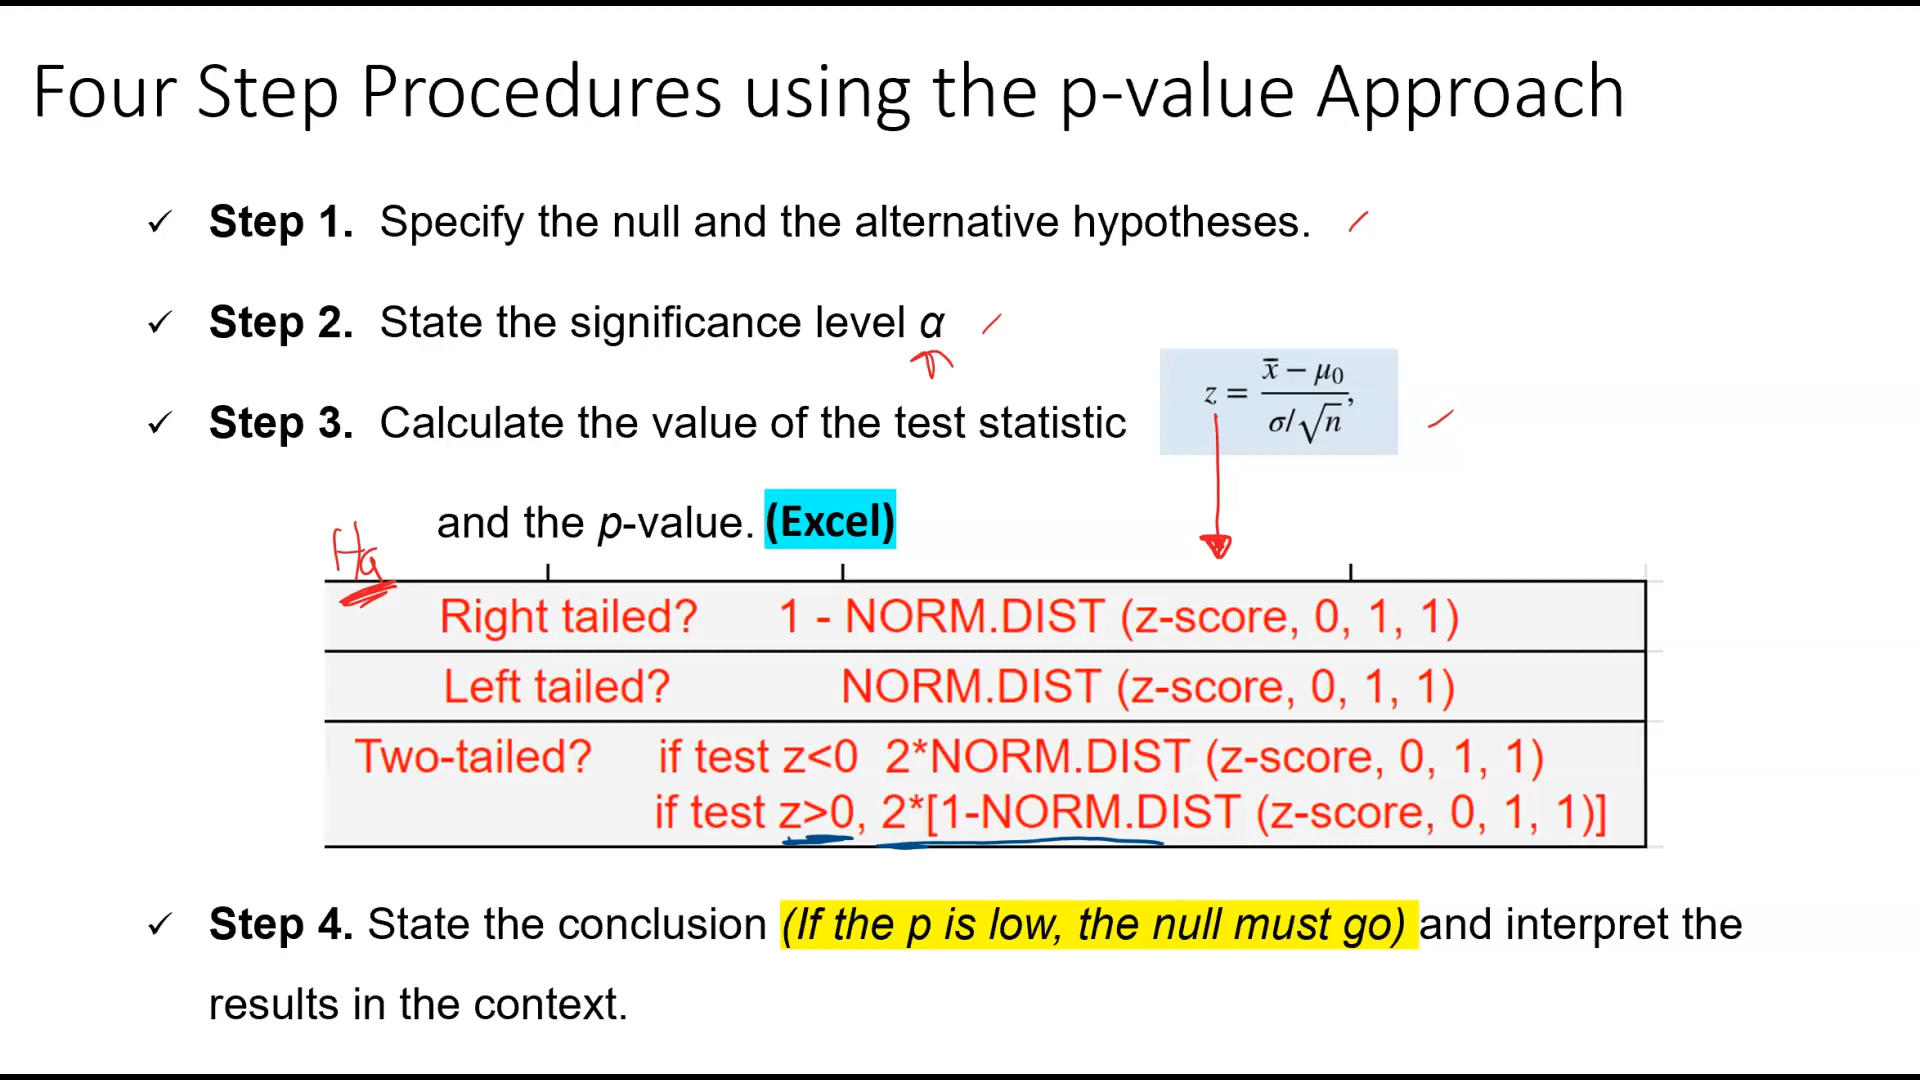 Four Step Procedures using the p-value Approach
✓ Step 1. Specify the null and the alternative hypotheses.
✓ Step 2. State the significance level α
✓ Step 3. Calculate the value of the test statistic z = (x̄ − μ₀)/(σ/√n),
and the p-value. (Excel)
Ha
Right tailed? 1 - NORM.DIST (z-score, 0, 1, 1)
Left tailed? NORM.DIST (z-score, 0, 1, 1)
Two-tailed? if test z<0 2*NORM.DIST (z-score, 0, 1, 1)
if test z>0, 2*[1-NORM.DIST (z-score, 0, 1, 1)]
✓ Step 4. State the conclusion (If the p is low, the null must go) and interpret the
results in the context.